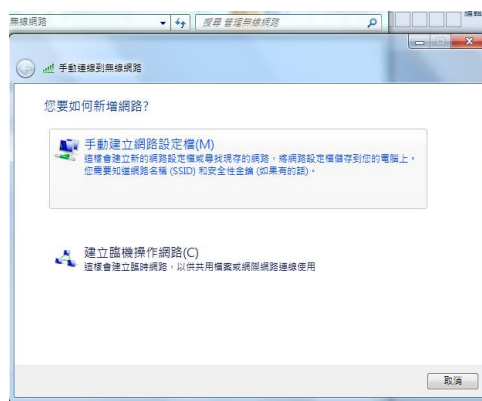 無線網路
搜尋 管理無線網路
編輯
手動連線到無線網路
您要如何新增網路?
手動建立網路設定檔(M)
這樣會建立新的網路設定檔或尋找現存的網路，將網路設定檔儲存到您的電腦上。
您需要知道網路名稱 (SSID) 和安全性金鑰 (如果有的話)。
建立臨機操作網路(C)
這樣會建立臨時網路，以供共用檔案或網際網路連線使用
取消